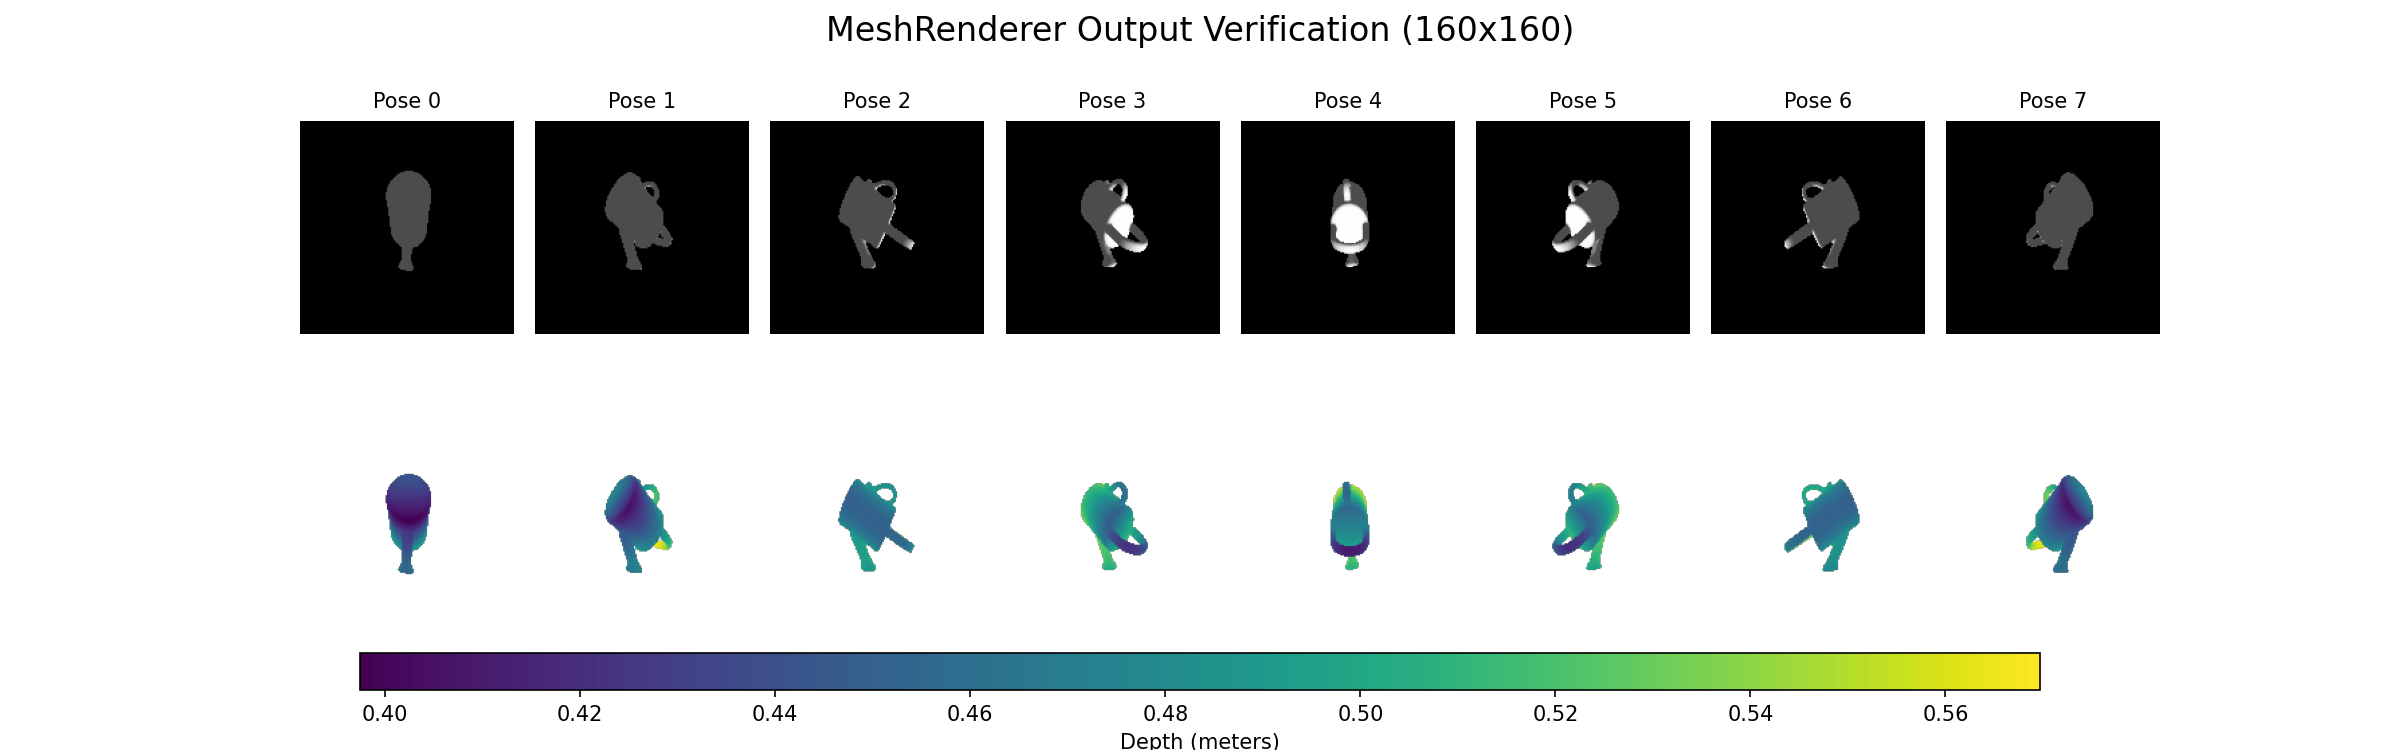 MeshRenderer Output Verification (160x160)
Pose 0 Pose 1 Pose 2 Pose 3 Pose 4 Pose 5 Pose 6 Pose 7
0.40 0.42 0.44 0.46 0.48 0.50 0.52 0.54 0.56
Depth (meters)